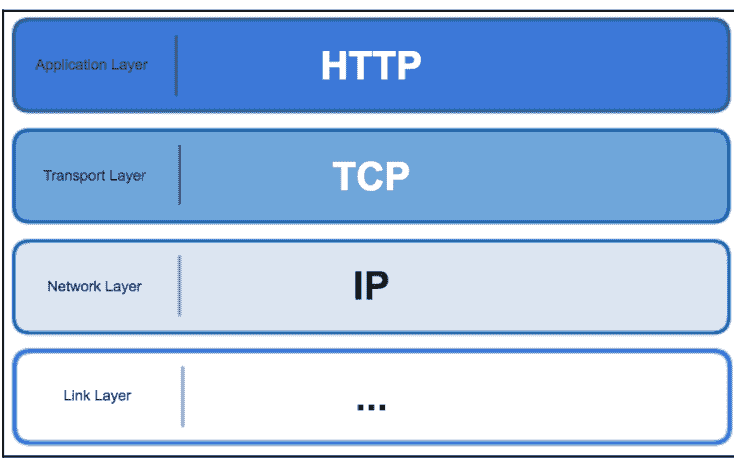 Application Layer HTTP
Transport Layer TCP
Network Layer IP
Link Layer ...